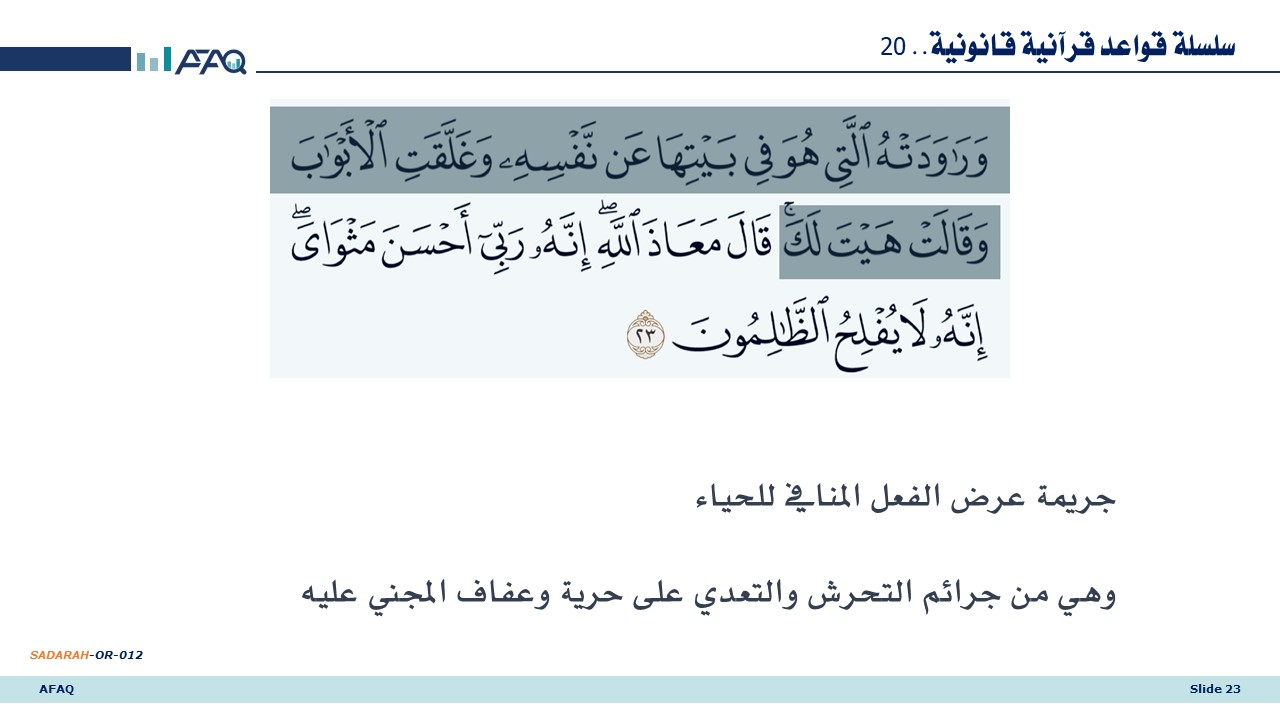 سلسلة قواعد قرآنية قانونية.. 20
AFAQ
وَرَٰوَدَتْهُ ٱلَّتِى هُوَ فِى بَيْتِهَا عَن نَّفْسِهِۦ وَغَلَّقَتِ ٱلْأَبْوَٰبَ
وَقَالَتْ هَيْتَ لَكَ ۚ قَالَ مَعَاذَ ٱللَّهِ ۖ إِنَّهُۥ رَبِّىٓ أَحْسَنَ مَثْوَاىَ ۖ
إِنَّهُۥ لَا يُفْلِحُ ٱلظَّٰلِمُونَ ٢٣
جريمة عرض الفعل المنافي للحياء
وهي من جرائم التحرش والتعدي على حرية وعفاف المجني عليه
SADARAH-OR-012
AFAQ
Slide 23